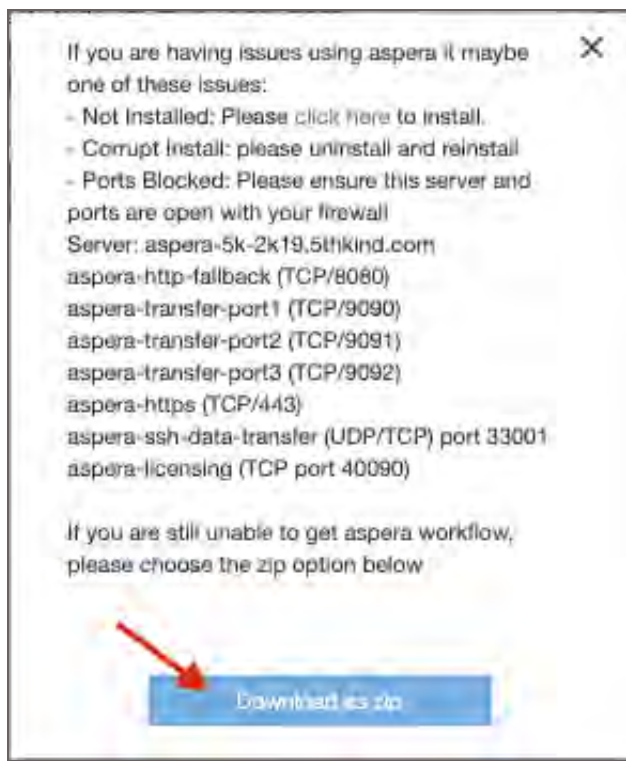 If you are having issues using aspera it maybe
one of these issues:
- Not Installed: Please click here to install.
- Corrupt Install: please uninstall and reinstall
- Ports Blocked: Please ensure this server and
ports are open with your firewall
Server: aspera-5k-2k19.5thkind.com
aspera-http-fallback (TCP/8080)
aspera-transfer-port1 (TCP/9090)
aspera-transfer-port2 (TCP/9091)
aspera-transfer-port3 (TCP/9092)
aspera-https (TCP/443)
aspera-ssh-data-transfer (UDP/TCP) port 33001
aspera-licensing (TCP port 40090)
If you are still unable to get aspera workflow,
please choose the zip option below
Download as zip